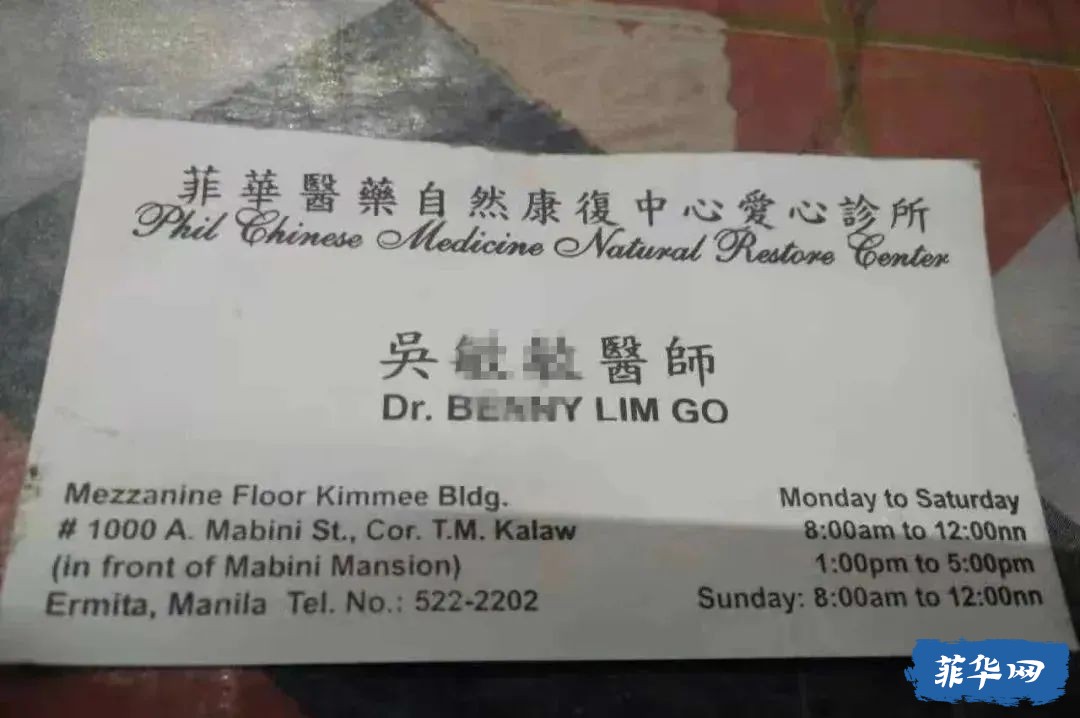 菲華醫藥自然康復中心愛心診所
Phil Chinese Medicine Natural Restore Center
吳 醫師
Dr. LIM GO
Mezzanine Floor Kimmee Bldg.
# 1000 A. Mabini St., Cor. T.M. Kalaw
(in front of Mabini Mansion)
Ermita, Manila Tel. No.: 522-2202
Monday to Saturday
8:00am to 12:00nn
1:00pm to 5:00pm
Sunday: 8:00am to 12:00nn
菲华网